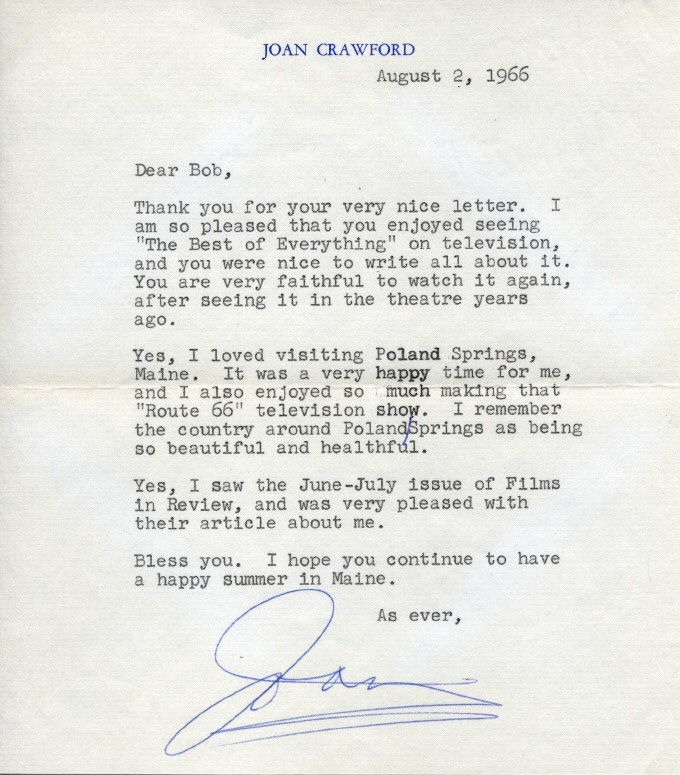 JOAN CRAWFORD
August 2, 1966
Dear Bob,
Thank you for your very nice letter. I
am so pleased that you enjoyed seeing
"The Best of Everything" on television,
and you were nice to write all about it.
You are very faithful to watch it again,
after seeing it in the theatre years
ago.
Yes, I loved visiting Poland Springs,
Maine. It was a very happy time for me,
and I also enjoyed so much making that
"Route 66" television show. I remember
the country around Poland/Springs as being
so beautiful and healthful.
Yes, I saw the June-July issue of Films
in Review, and was very pleased with
their article about me.
Bless you. I hope you continue to have
a happy summer in Maine.
As ever,
Joan